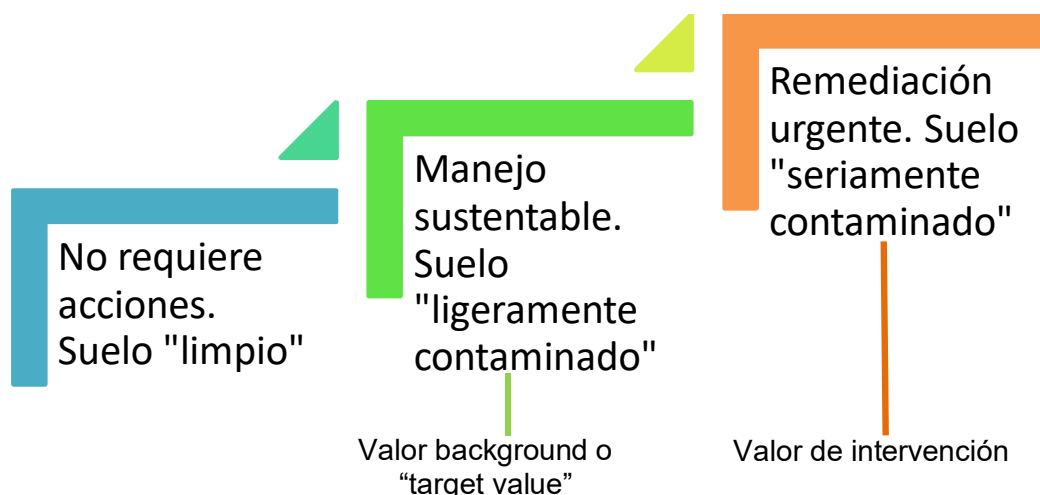 No requiere
acciones.
Suelo "limpio"
Manejo
sustentable.
Suelo
"ligeramente
contaminado"
Remediación
urgente. Suelo
"seriamente
contaminado"
Valor background o
“target value”
Valor de intervención